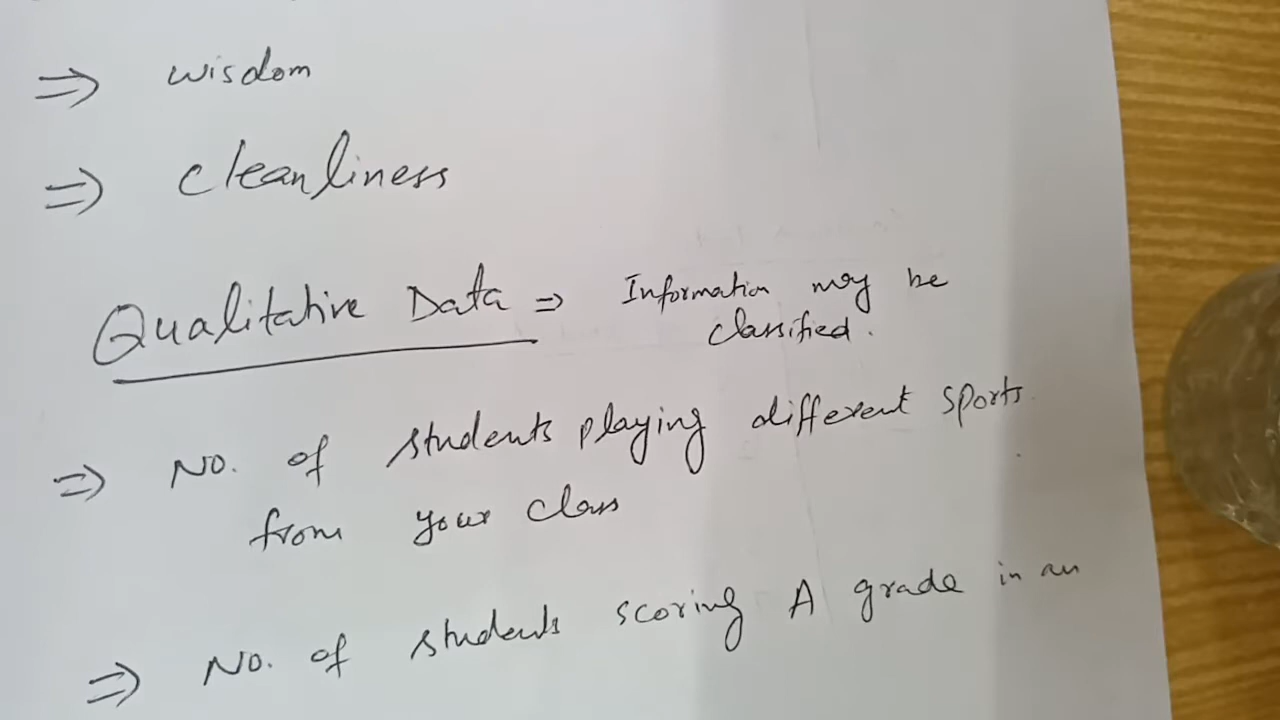 ⇒ wisdom
⇒ cleanliness
Qualitative Data ⇒ Information may be
classified.
⇒ No. of students playing different sports
from your class
⇒ No. of students scoring A grade in an